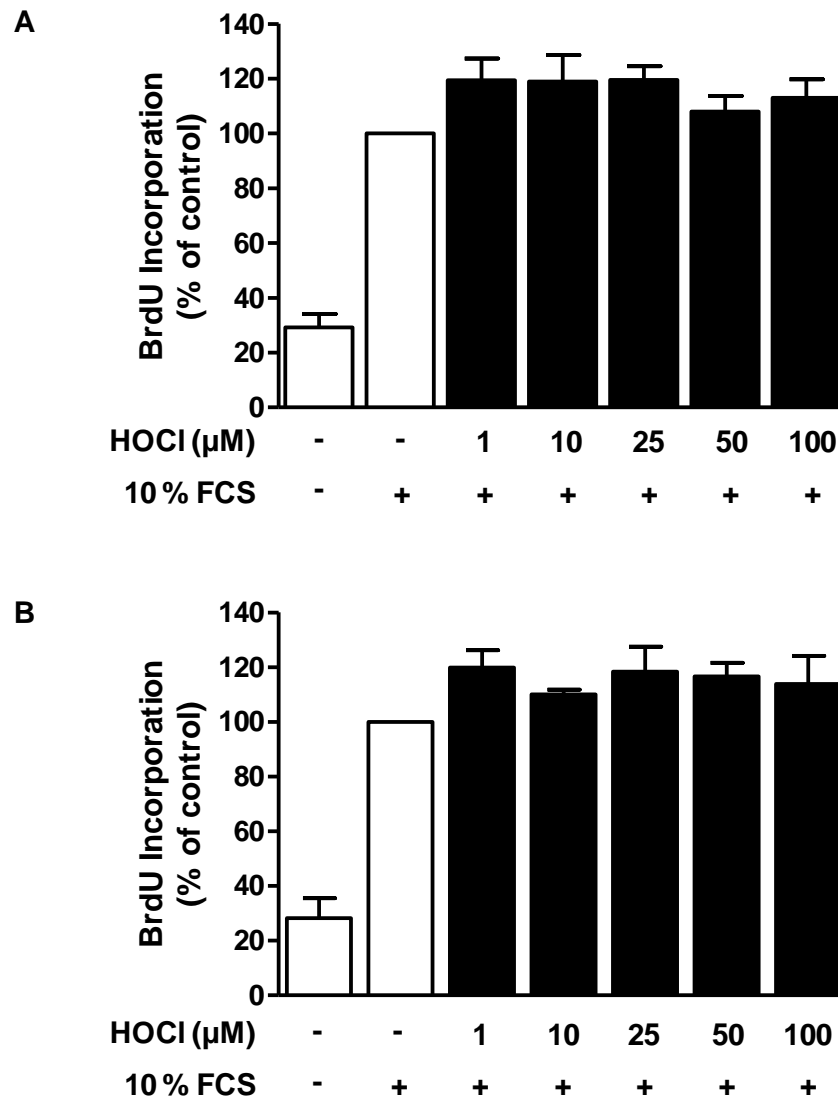 A
BrdU Incorporation
(% of control)
140
120
100
80
60
40
20
0
HOCl (µM) - - 1 10 25 50 100
10 % FCS - + + + + + +
B
BrdU Incorporation
(% of control)
140
120
100
80
60
40
20
0
HOCl (µM) - - 1 10 25 50 100
10 % FCS - + + + + + +